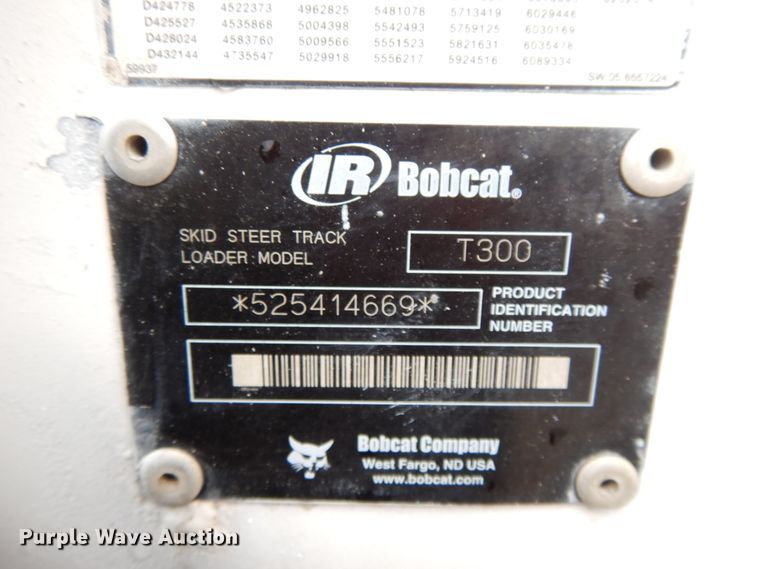 D424778 4522373 4962825 5481078 5713419 6029446
D425527 4535868 5004398 5542493 5759125 6030169
D428024 4583760 5009566 5551523 5821631 6035478
D432144 4735547 5029918 5556217 5924516 6089334
59937 SW 05 6667224
IR Bobcat®
SKID STEER TRACK
LOADER MODEL
T300
*525414669*
PRODUCT
IDENTIFICATION
NUMBER
Bobcat Company
West Fargo, ND USA
www.bobcat.com
Purple Wave Auction